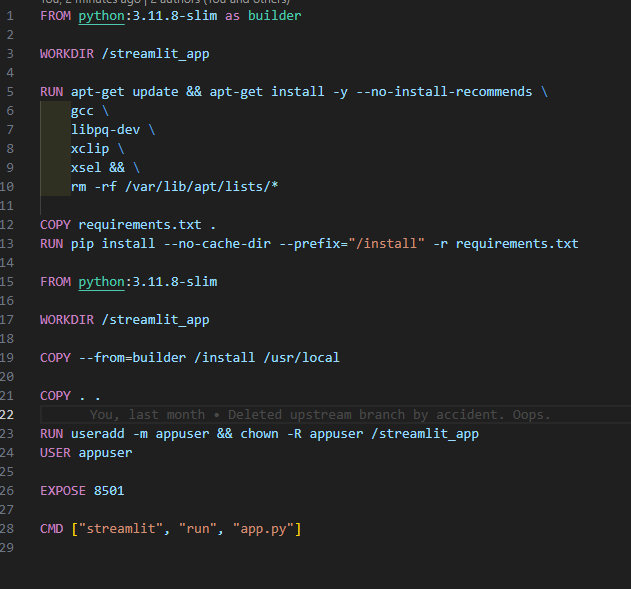 You, 2 minutes ago | 2 authors (You and others)
1 FROM python:3.11.8-slim as builder
2
3 WORKDIR /streamlit_app
4
5 RUN apt-get update && apt-get install -y --no-install-recommends \
6 gcc \
7 libpq-dev \
8 xclip \
9 xsel && \
10 rm -rf /var/lib/apt/lists/*
11
12 COPY requirements.txt .
13 RUN pip install --no-cache-dir --prefix="/install" -r requirements.txt
14
15 FROM python:3.11.8-slim
16
17 WORKDIR /streamlit_app
18
19 COPY --from=builder /install /usr/local
20
21 COPY . .
22 You, last month • Deleted upstream branch by accident. Oops.
23 RUN useradd -m appuser && chown -R appuser /streamlit_app
24 USER appuser
25
26 EXPOSE 8501
27
28 CMD ["streamlit", "run", "app.py"]
29